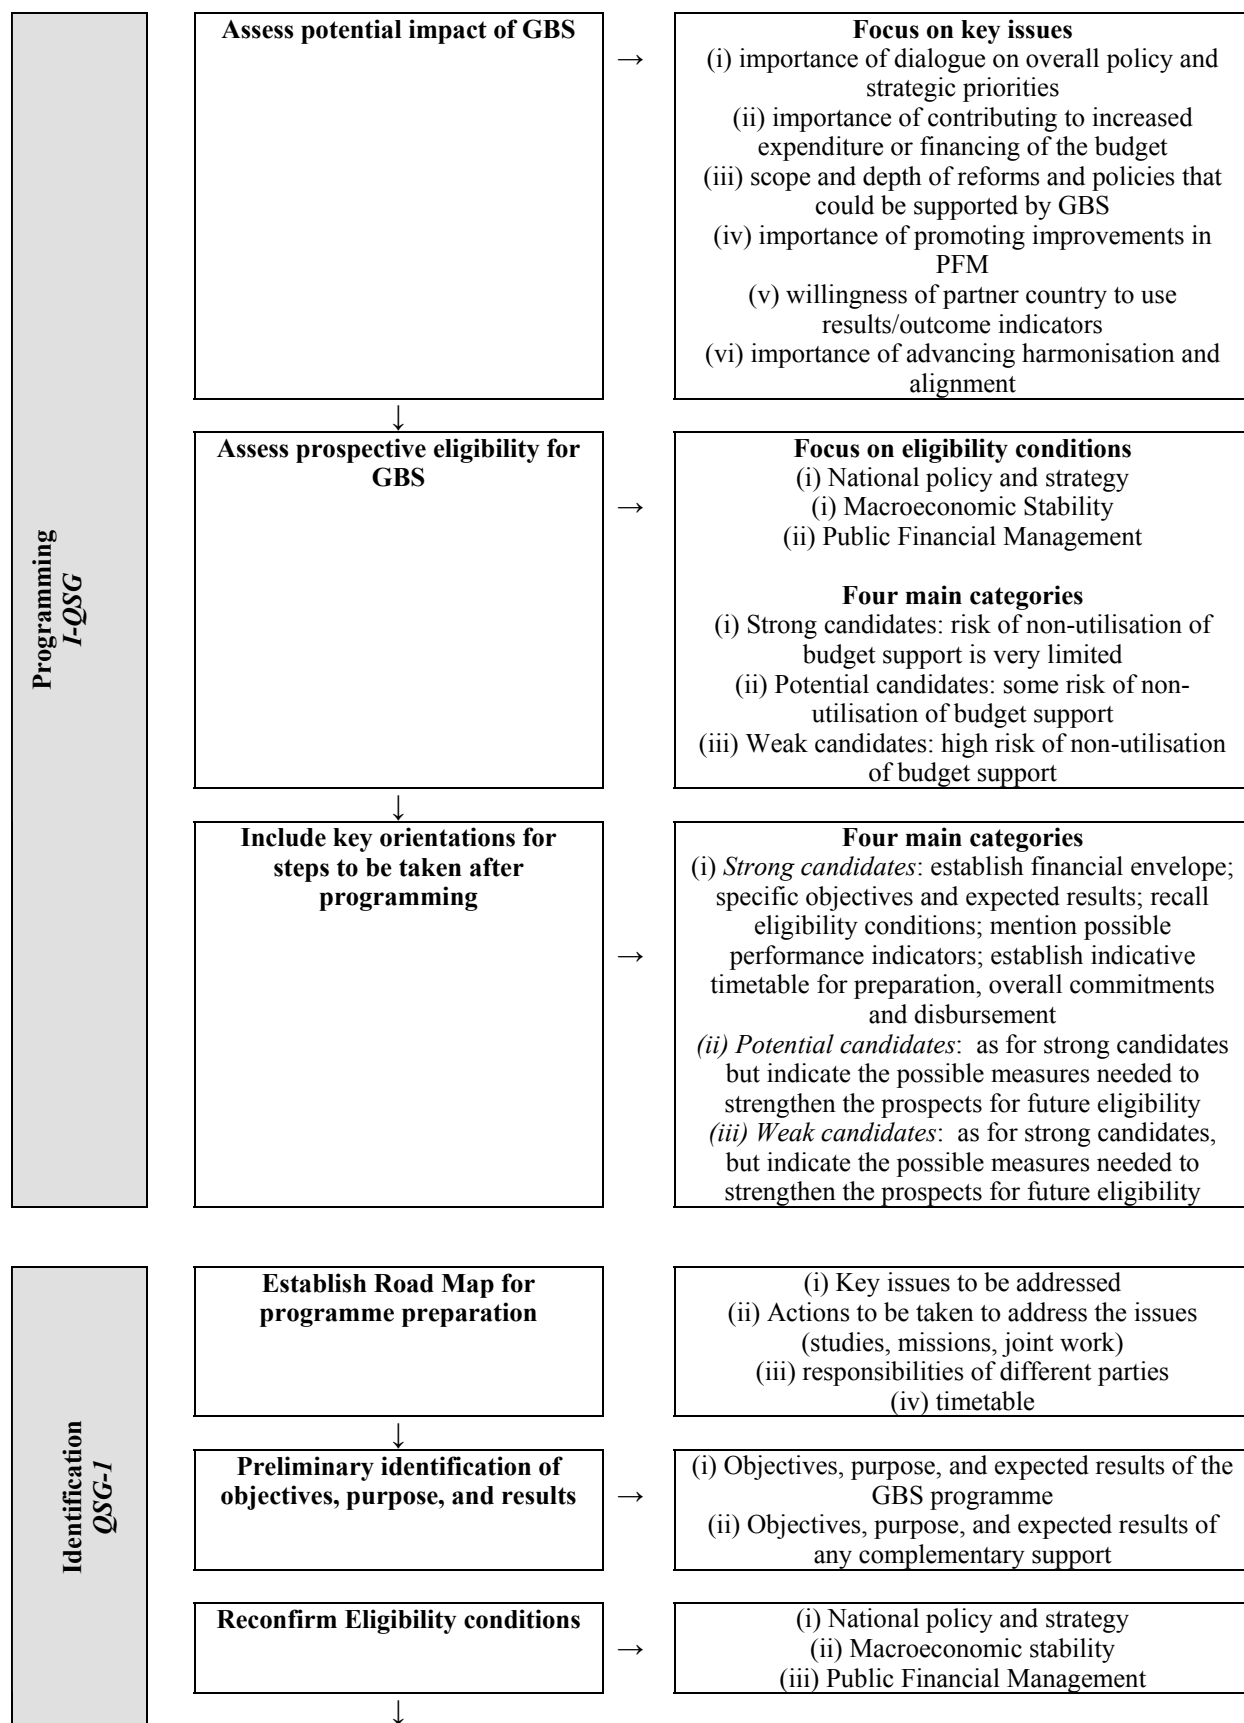 Programming
I-QSG
Assess potential impact of GBS
→
Focus on key issues
(i) importance of dialogue on overall policy and
strategic priorities
(ii) importance of contributing to increased
expenditure or financing of the budget
(iii) scope and depth of reforms and policies that
could be supported by GBS
(iv) importance of promoting improvements in
PFM
(v) willingness of partner country to use
results/outcome indicators
(vi) importance of advancing harmonisation and
alignment
↓
Assess prospective eligibility for
GBS
→
Focus on eligibility conditions
(i) National policy and strategy
(i) Macroeconomic Stability
(ii) Public Financial Management
Four main categories
(i) Strong candidates: risk of non-utilisation of
budget support is very limited
(ii) Potential candidates: some risk of non-
utilisation of budget support
(iii) Weak candidates: high risk of non-utilisation
of budget support
↓
Include key orientations for
steps to be taken after
programming
→
Four main categories
(i) Strong candidates: establish financial envelope;
specific objectives and expected results; recall
eligibility conditions; mention possible
performance indicators; establish indicative
timetable for preparation, overall commitments
and disbursement
(ii) Potential candidates: as for strong candidates
but indicate the possible measures needed to
strengthen the prospects for future eligibility
(iii) Weak candidates: as for strong candidates,
but indicate the possible measures needed to
strengthen the prospects for future eligibility
Identification
QSG-1
Establish Road Map for
programme preparation
(i) Key issues to be addressed
(ii) Actions to be taken to address the issues
(studies, missions, joint work)
(iii) responsibilities of different parties
(iv) timetable
↓
Preliminary identification of
objectives, purpose, and results
→
(i) Objectives, purpose, and expected results of the
GBS programme
(ii) Objectives, purpose, and expected results of
any complementary support
Reconfirm Eligibility conditions
→
(i) National policy and strategy
(ii) Macroeconomic stability
(iii) Public Financial Management
↓